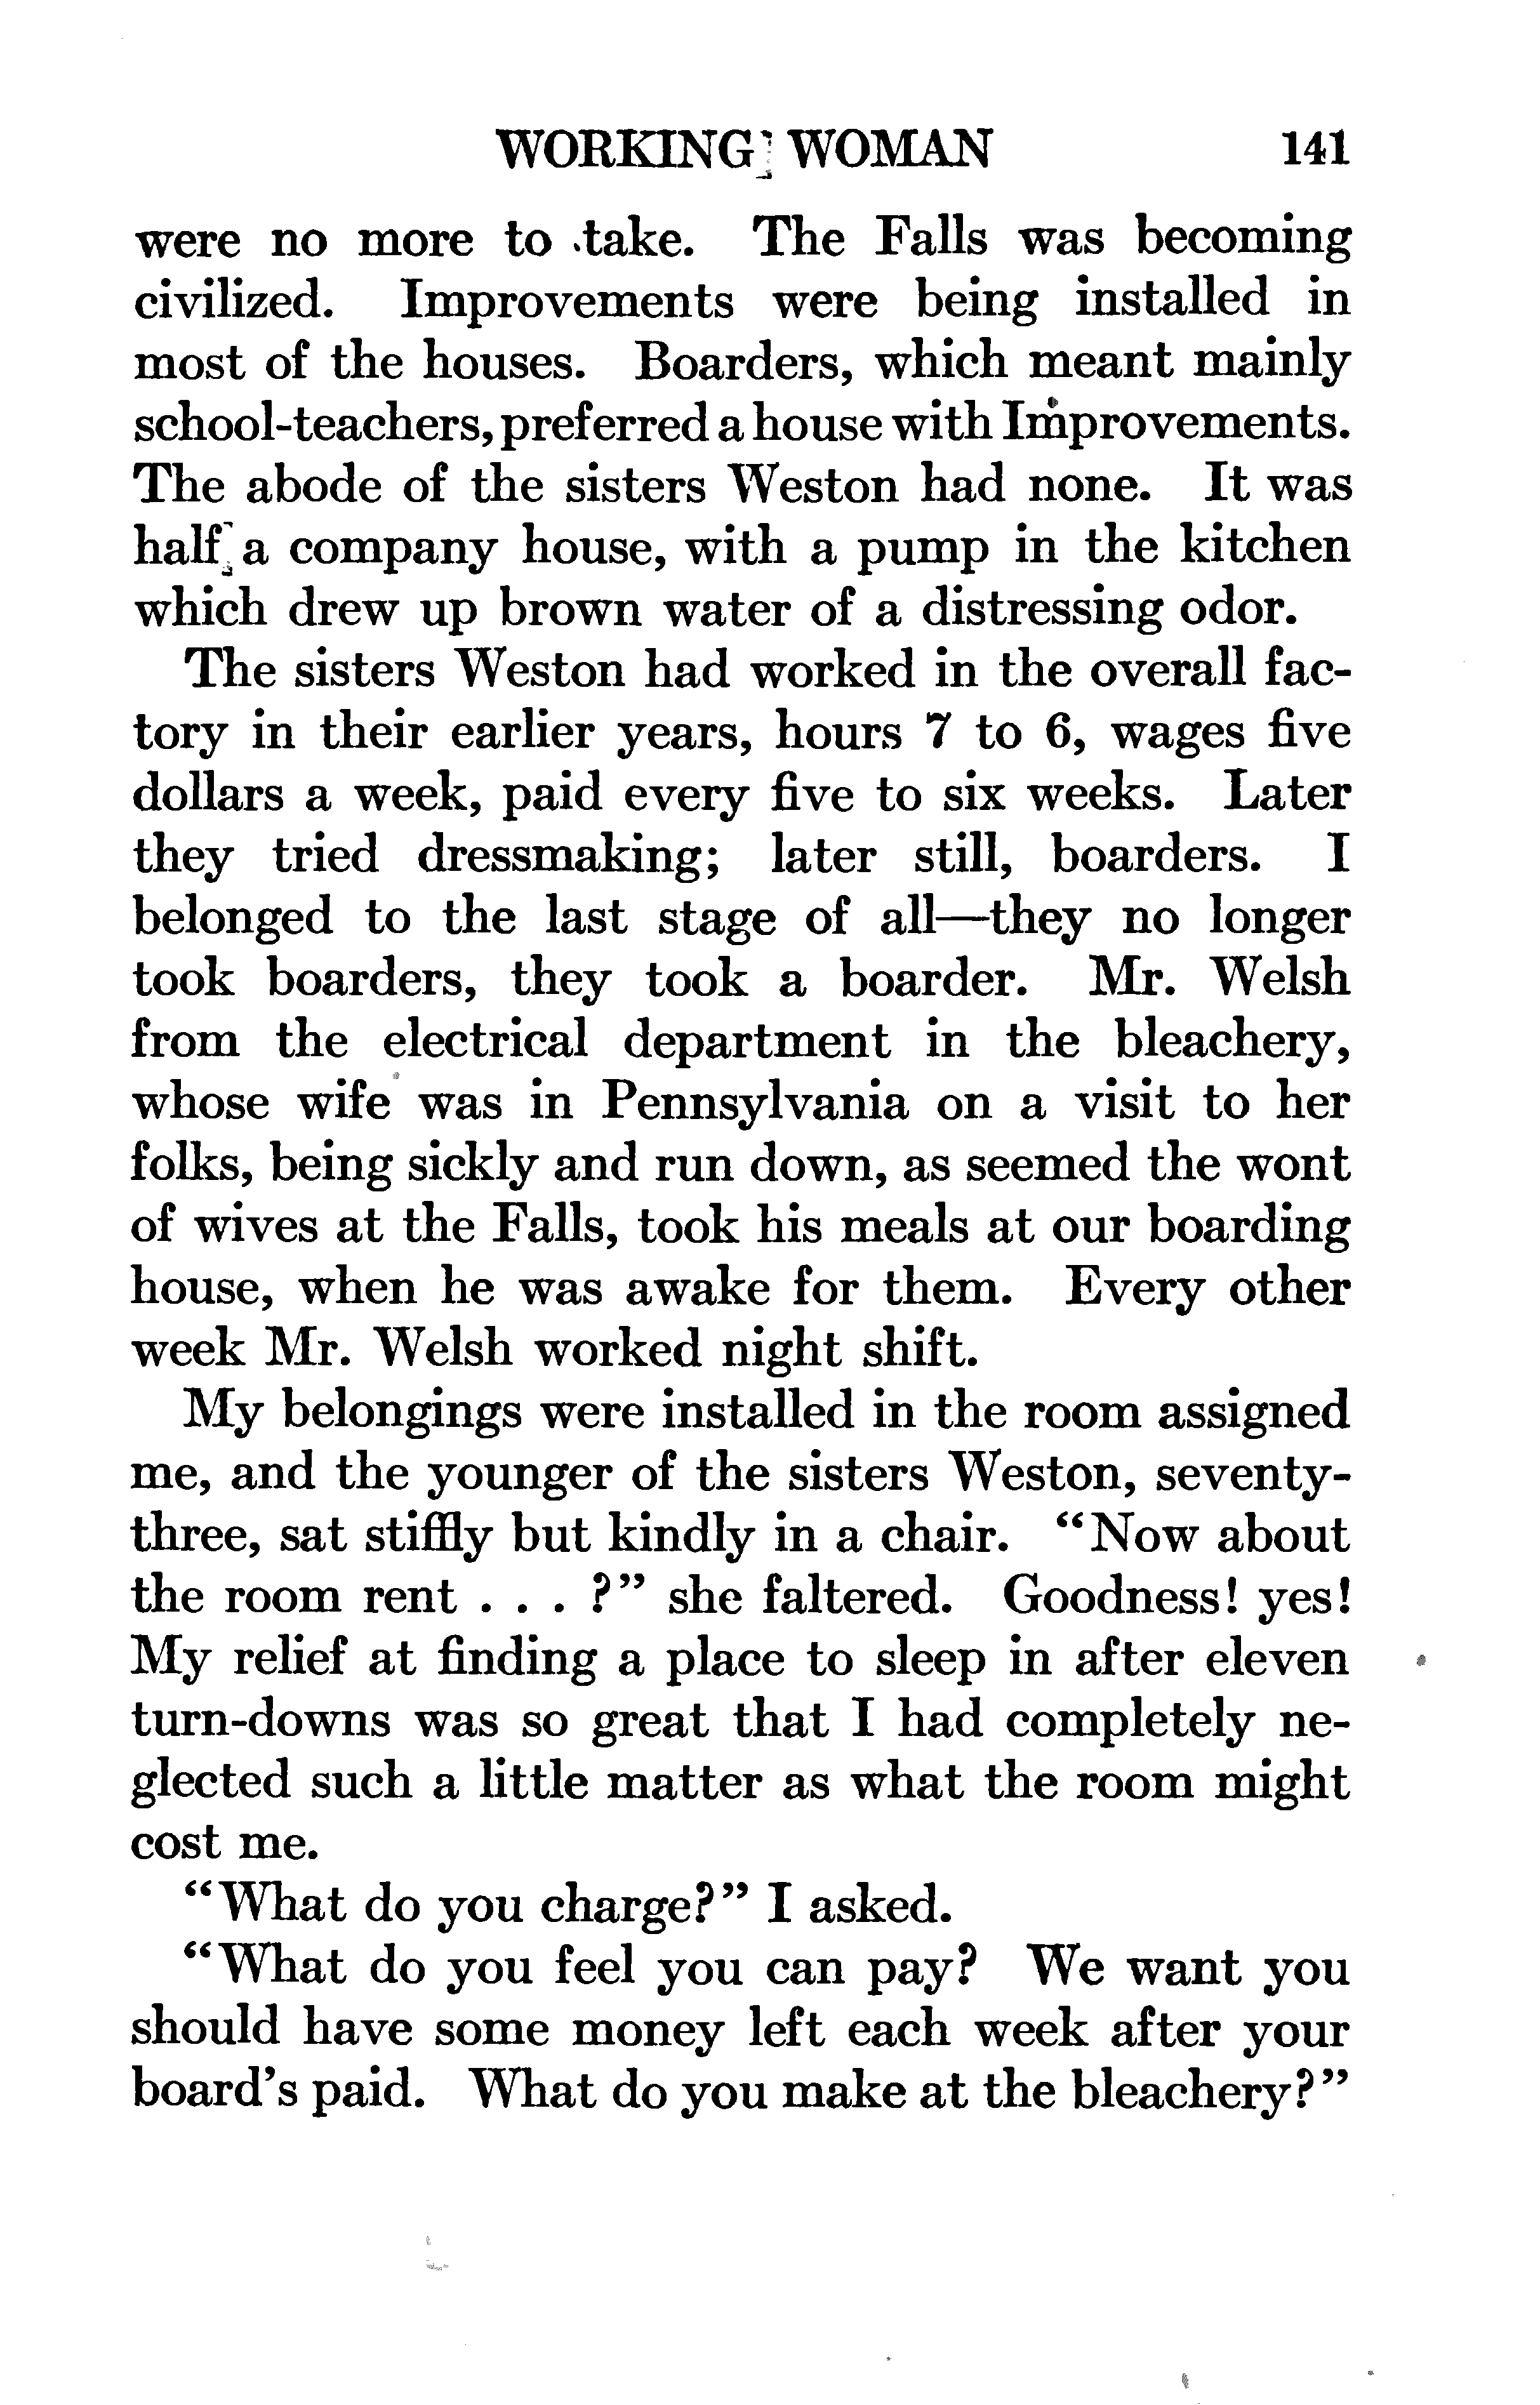 WORKING WOMAN 141
were no more to take. The Falls was becoming
civilized. Improvements were being installed in
most of the houses. Boarders, which meant mainly
school-teachers, preferred a house with Improvements.
The abode of the sisters Weston had none. It was
half a company house, with a pump in the kitchen
which drew up brown water of a distressing odor.
The sisters Weston had worked in the overall fac-
tory in their earlier years, hours 7 to 6, wages five
dollars a week, paid every five to six weeks. Later
they tried dressmaking; later still, boarders. I
belonged to the last stage of all—they no longer
took boarders, they took a boarder. Mr. Welsh
from the electrical department in the bleachery,
whose wife was in Pennsylvania on a visit to her
folks, being sickly and run down, as seemed the wont
of wives at the Falls, took his meals at our boarding
house, when he was awake for them. Every other
week Mr. Welsh worked night shift.
My belongings were installed in the room assigned
me, and the younger of the sisters Weston, seventy-
three, sat stiffly but kindly in a chair. “Now about
the room rent . . . ?” she faltered. Goodness! yes!
My relief at finding a place to sleep in after eleven
turn-downs was so great that I had completely ne-
glected such a little matter as what the room might
cost me.
“What do you charge?” I asked.
“What do you feel you can pay? We want you
should have some money left each week after your
board’s paid. What do you make at the bleachery?”